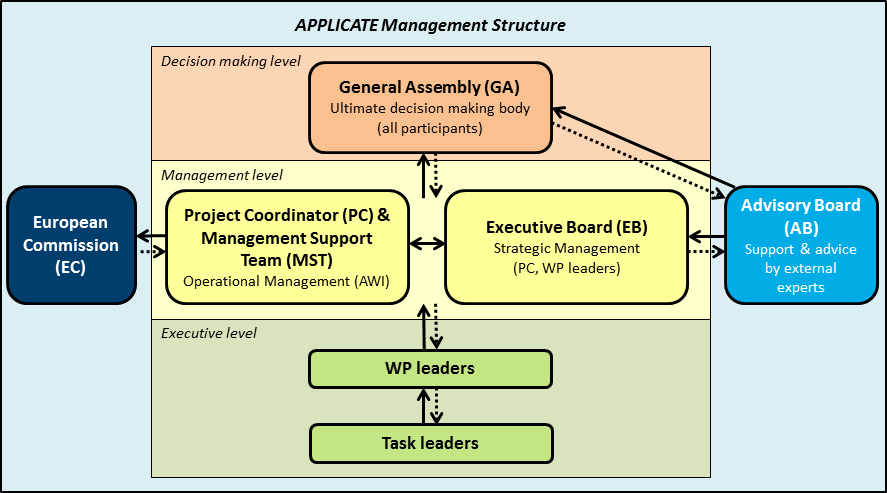 APPLICATE Management Structure
Decision making level
General Assembly (GA)
Ultimate decision making body
(all participants)
Management level
European
Commission
(EC)
Project Coordinator (PC) &
Management Support
Team (MST)
Operational Management (AWI)
Executive Board (EB)
Strategic Management
(PC, WP leaders)
Advisory Board
(AB)
Support & advice
by external
experts
Executive level
WP leaders
Task leaders